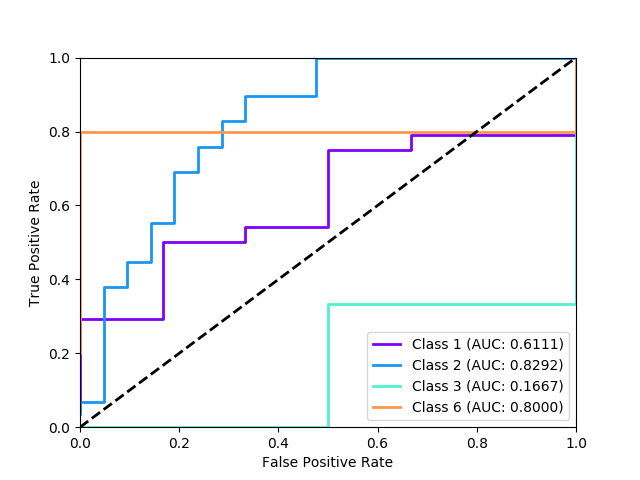 1.0
0.8
0.6
0.4
0.2
0.0
True Positive Rate
Class 1 (AUC: 0.6111)
Class 2 (AUC: 0.8292)
Class 3 (AUC: 0.1667)
Class 6 (AUC: 0.8000)
0.0 0.2 0.4 0.6 0.8 1.0
False Positive Rate